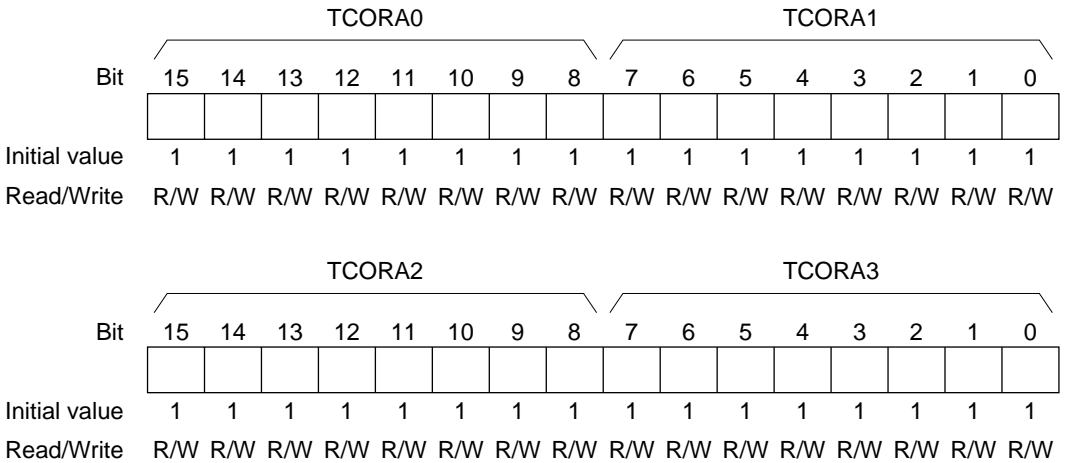 TCORA0 TCORA1
Bit 15 14 13 12 11 10 9 8 7 6 5 4 3 2 1 0
Initial value 1 1 1 1 1 1 1 1 1 1 1 1 1 1 1 1
Read/Write R/W R/W R/W R/W R/W R/W R/W R/W R/W R/W R/W R/W R/W R/W R/W R/W
TCORA2 TCORA3
Bit 15 14 13 12 11 10 9 8 7 6 5 4 3 2 1 0
Initial value 1 1 1 1 1 1 1 1 1 1 1 1 1 1 1 1
Read/Write R/W R/W R/W R/W R/W R/W R/W R/W R/W R/W R/W R/W R/W R/W R/W R/W